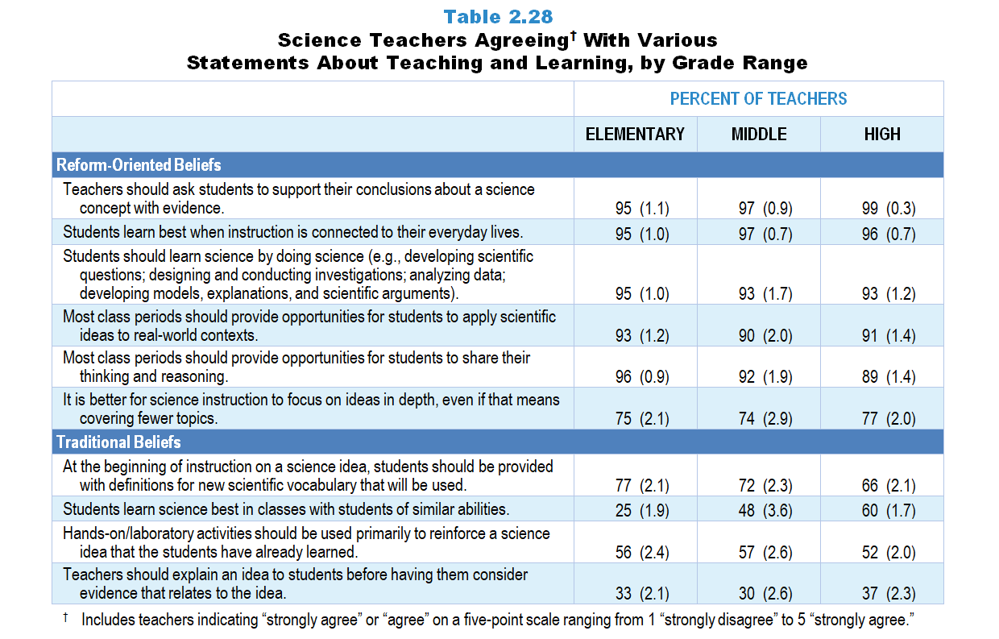 Table 2.28
Science Teachers Agreeing† With Various
Statements About Teaching and Learning, by Grade Range
PERCENT OF TEACHERS
ELEMENTARY MIDDLE HIGH
Reform-Oriented Beliefs
Teachers should ask students to support their conclusions about a science
concept with evidence. 95 (1.1) 97 (0.9) 99 (0.3)
Students learn best when instruction is connected to their everyday lives. 95 (1.0) 97 (0.7) 96 (0.7)
Students should learn science by doing science (e.g., developing scientific
questions; designing and conducting investigations; analyzing data;
developing models, explanations, and scientific arguments). 95 (1.0) 93 (1.7) 93 (1.2)
Most class periods should provide opportunities for students to apply scientific
ideas to real-world contexts. 93 (1.2) 90 (2.0) 91 (1.4)
Most class periods should provide opportunities for students to share their
thinking and reasoning. 96 (0.9) 92 (1.9) 89 (1.4)
It is better for science instruction to focus on ideas in depth, even if that means
covering fewer topics. 75 (2.1) 74 (2.9) 77 (2.0)
Traditional Beliefs
At the beginning of instruction on a science idea, students should be provided
with definitions for new scientific vocabulary that will be used. 77 (2.1) 72 (2.3) 66 (2.1)
Students learn science best in classes with students of similar abilities. 25 (1.9) 48 (3.6) 60 (1.7)
Hands-on/laboratory activities should be used primarily to reinforce a science
idea that the students have already learned. 56 (2.4) 57 (2.6) 52 (2.0)
Teachers should explain an idea to students before having them consider
evidence that relates to the idea. 33 (2.1) 30 (2.6) 37 (2.3)
† Includes teachers indicating “strongly agree” or “agree” on a five-point scale ranging from 1 “strongly disagree” to 5 “strongly agree.”